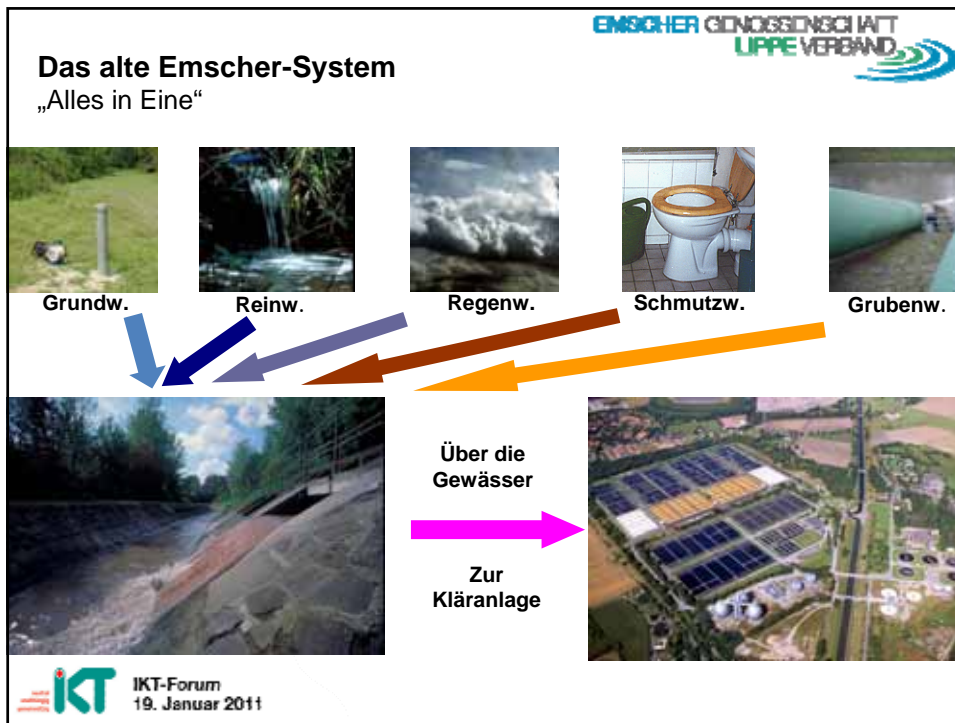 EMSCHER GENOSSENSCHAFT
LIPPE VERBAND
Das alte Emscher-System
„Alles in Eine“
Grundw.
Reinw.
Regenw.
Schmutzw.
Grubenw.
Über die
Gewässer
Zur
Kläranlage
IKT
IKT-Forum
19. Januar 2011